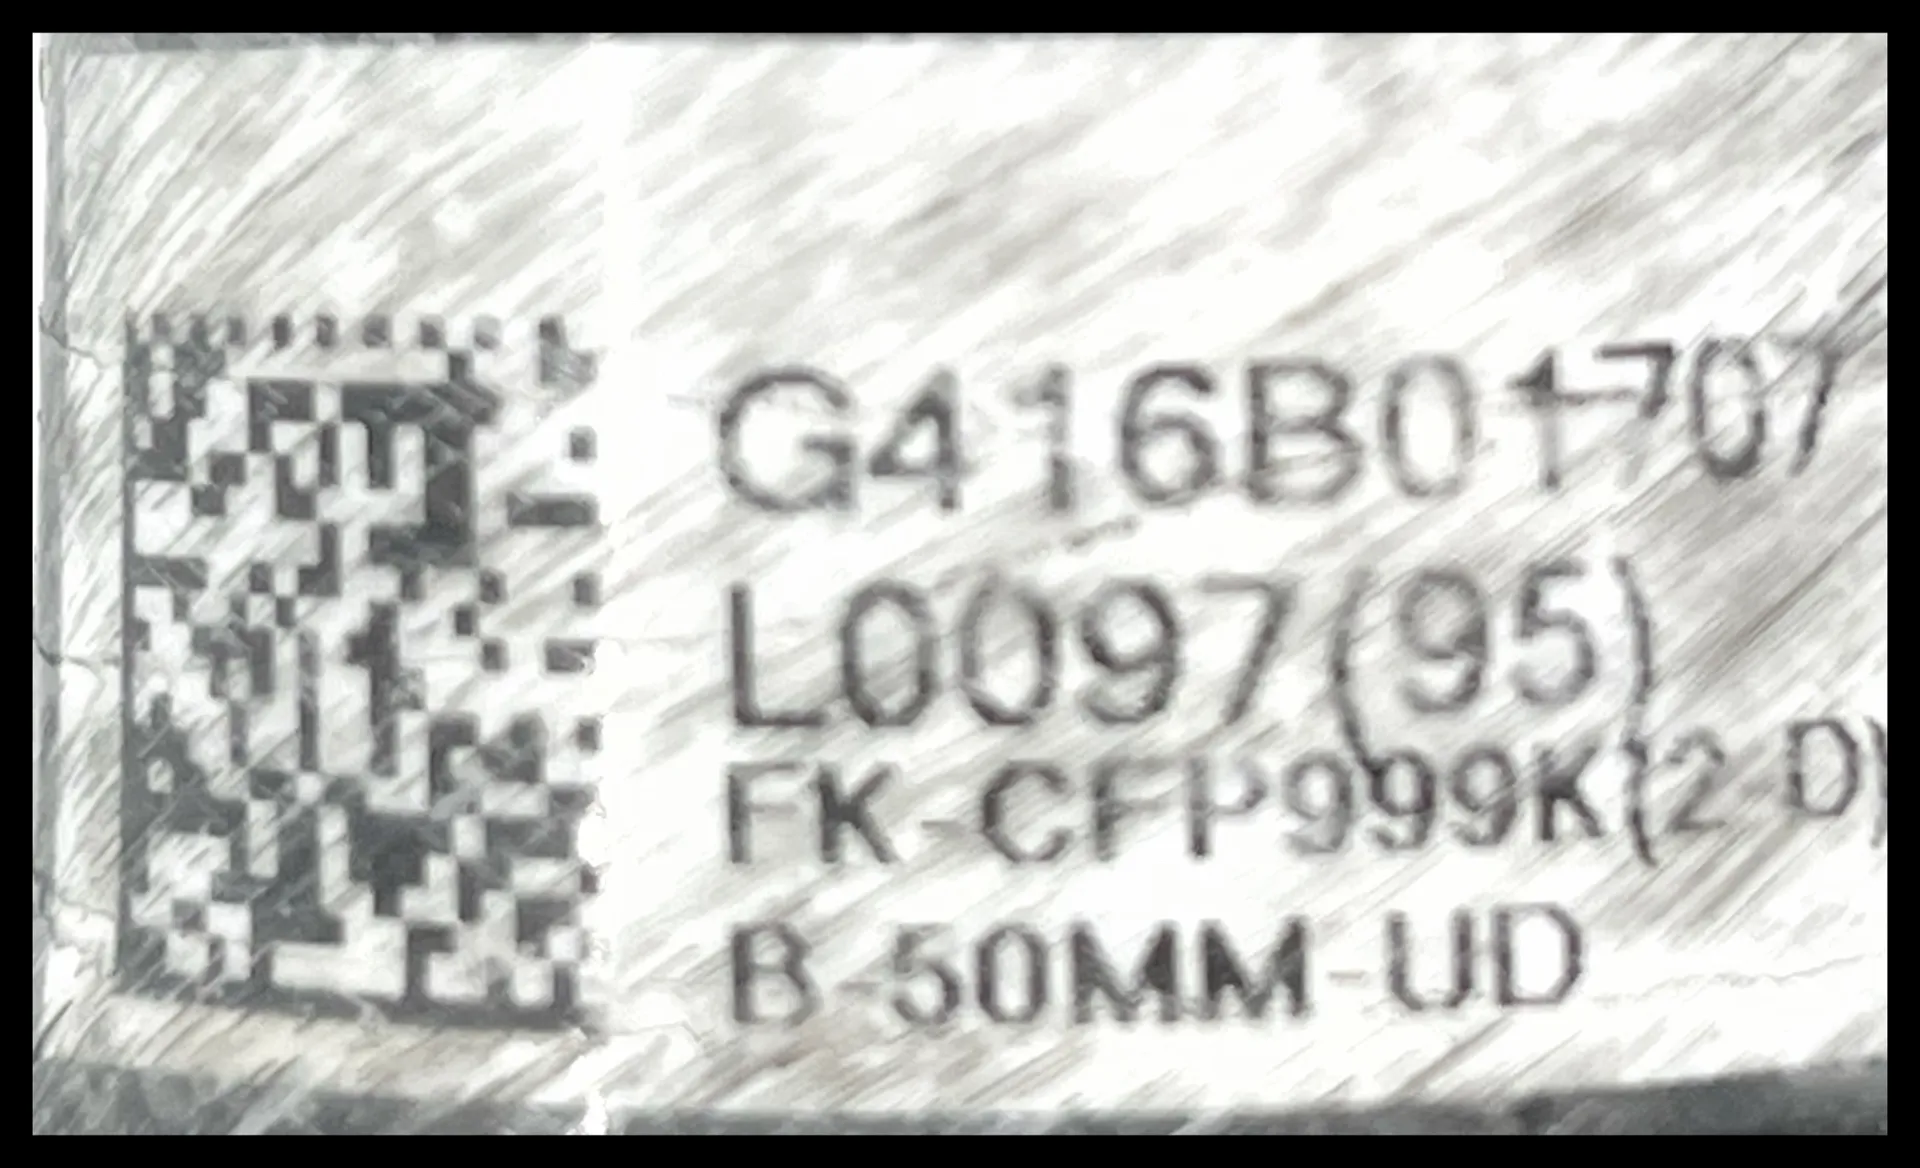 G416B01707
L0097(95)
FK-CFP999K(2 D)
B-50MM-UD